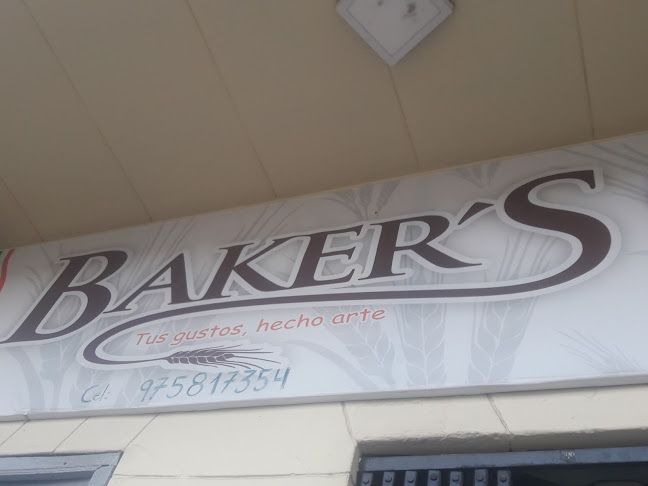 BAKER´S
Tus gustos, hecho arte
Cel: 975817354